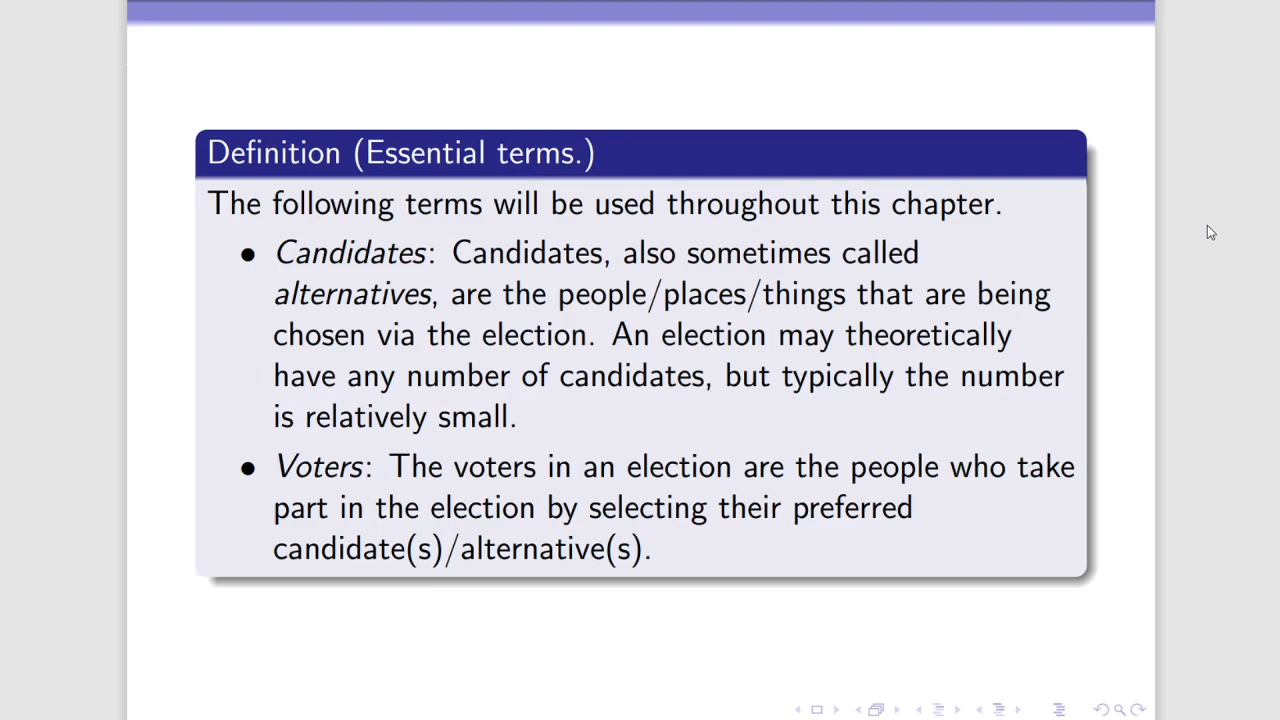 Definition (Essential terms.)
The following terms will be used throughout this chapter.
• Candidates: Candidates, also sometimes called
alternatives, are the people/places/things that are being
chosen via the election. An election may theoretically
have any number of candidates, but typically the number
is relatively small.
• Voters: The voters in an election are the people who take
part in the election by selecting their preferred
candidate(s)/alternative(s).